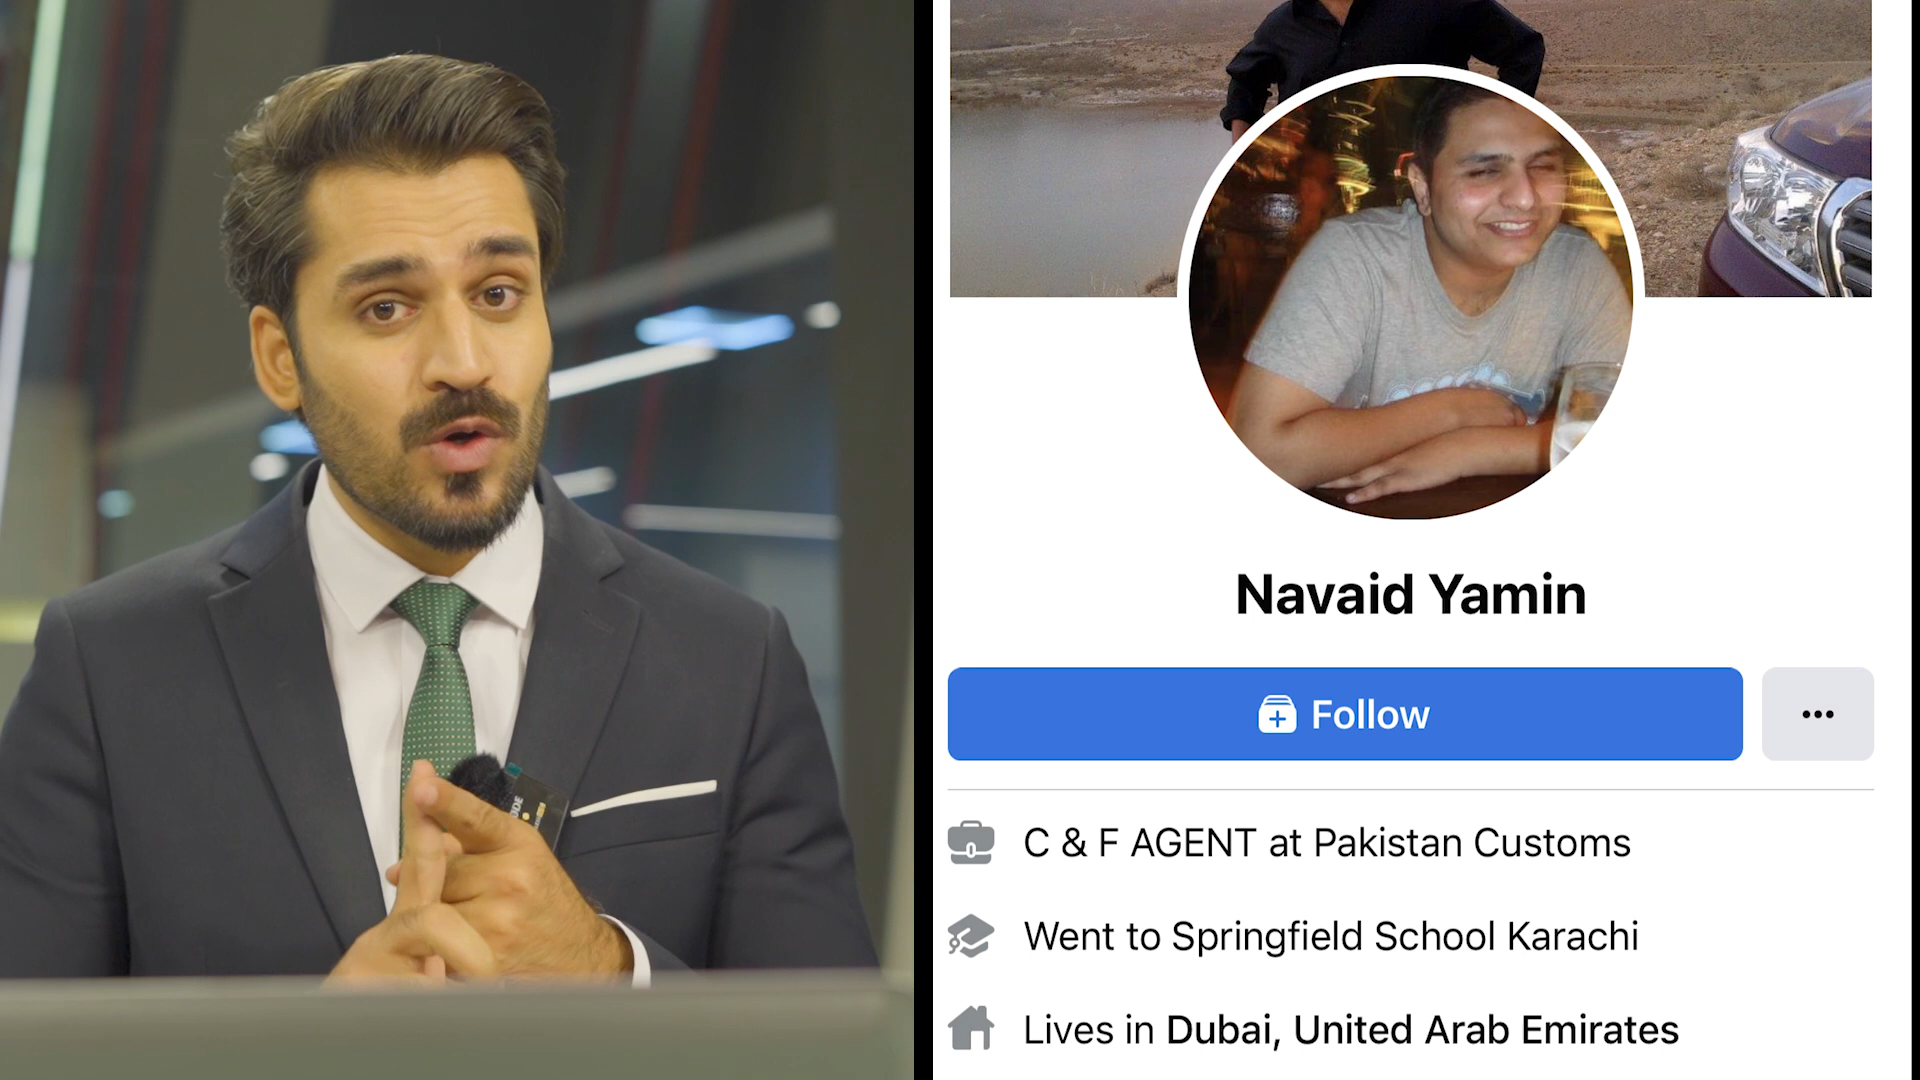 Navaid Yamin
Follow
C & F AGENT at Pakistan Customs
Went to Springfield School Karachi
Lives in Dubai, United Arab Emirates